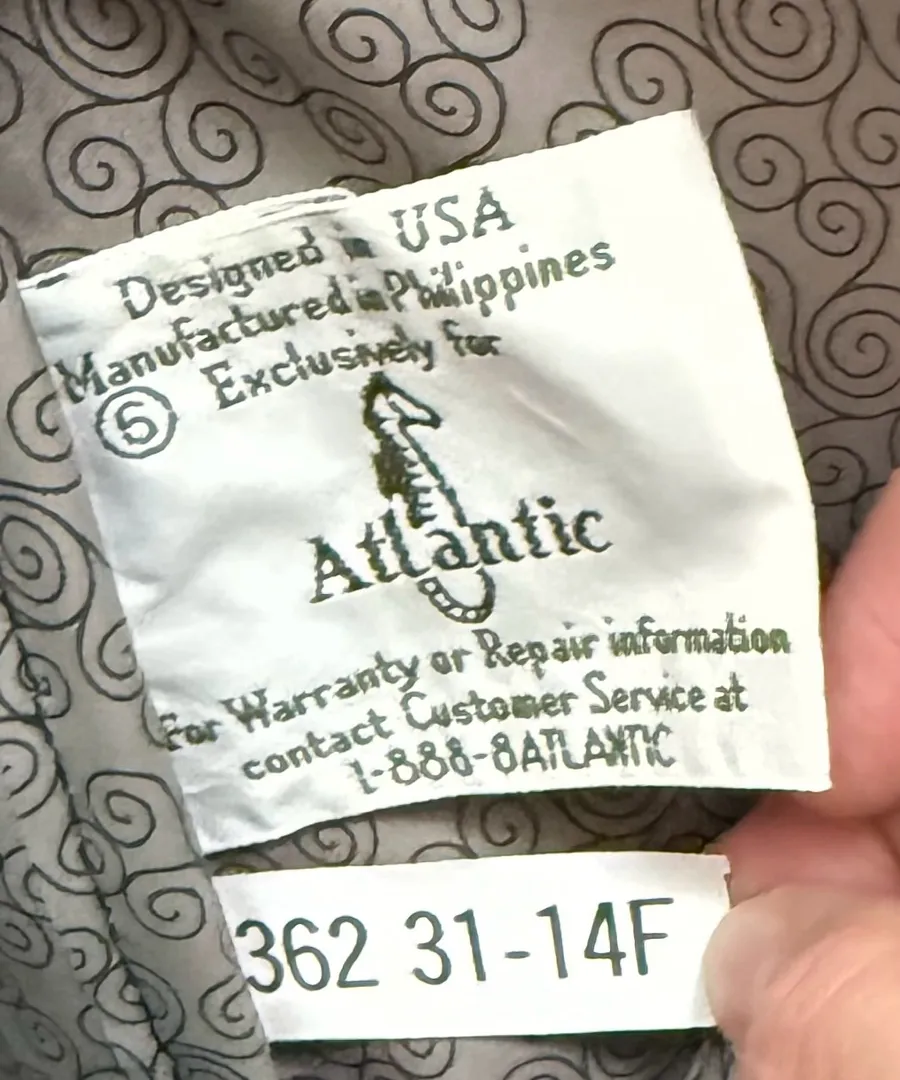 Designed in USA
Manufactured in Philippines
Exclusively for
S
Atlantic
For Warranty or Repair information
contact Customer Service at
1-888-8ATLANTIC
362 31-14F